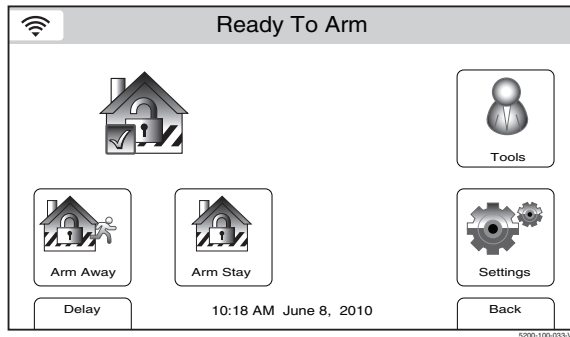 Ready To Arm
Tools
Arm Away
Arm Stay
Settings
Delay
10:18 AM June 8, 2010
Back